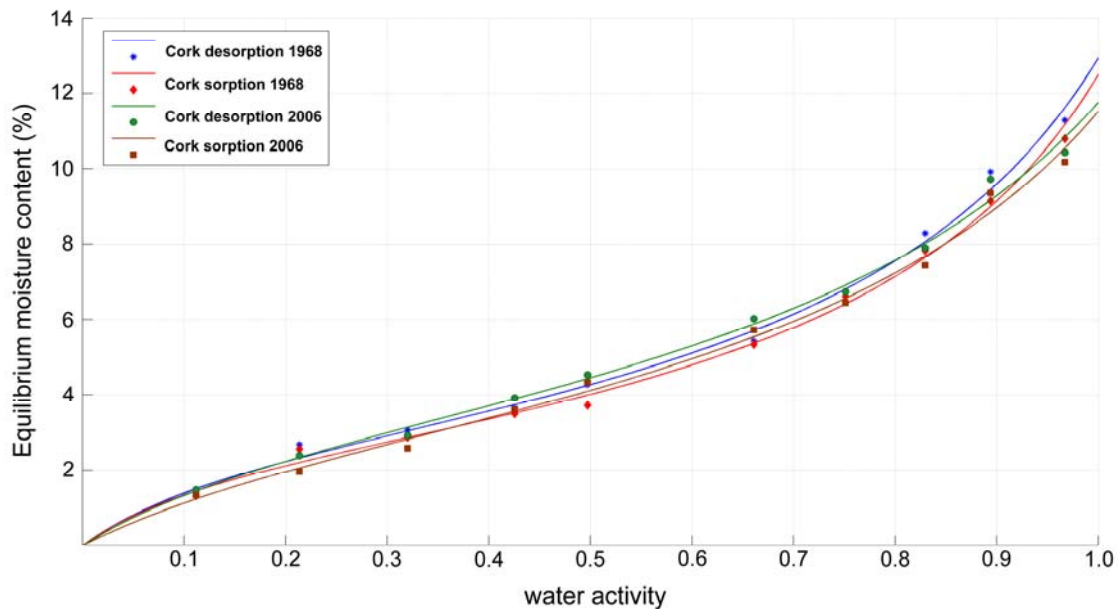 14
12
10
8
6
4
2
Equilibrium moisture content (%)
Cork desorption 1968
Cork sorption 1968
Cork desorption 2006
Cork sorption 2006
0.1 0.2 0.3 0.4 0.5 0.6 0.7 0.8 0.9 1.0
water activity